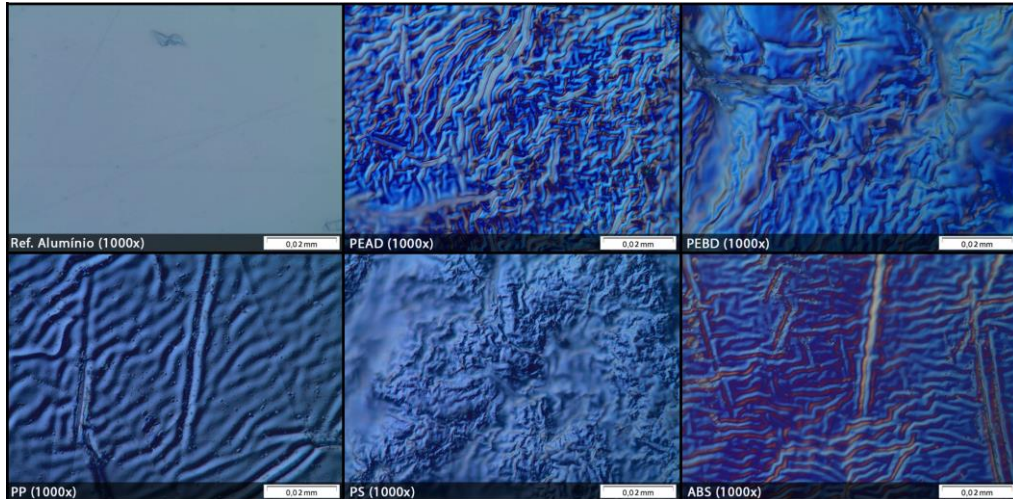 Ref. Alumínio (1000x)
0,02 mm
PEAD (1000x)
0,02 mm
PEBD (1000x)
0,02 mm
PP (1000x)
0,02 mm
PS (1000x)
0,02 mm
ABS (1000x)
0,02 mm